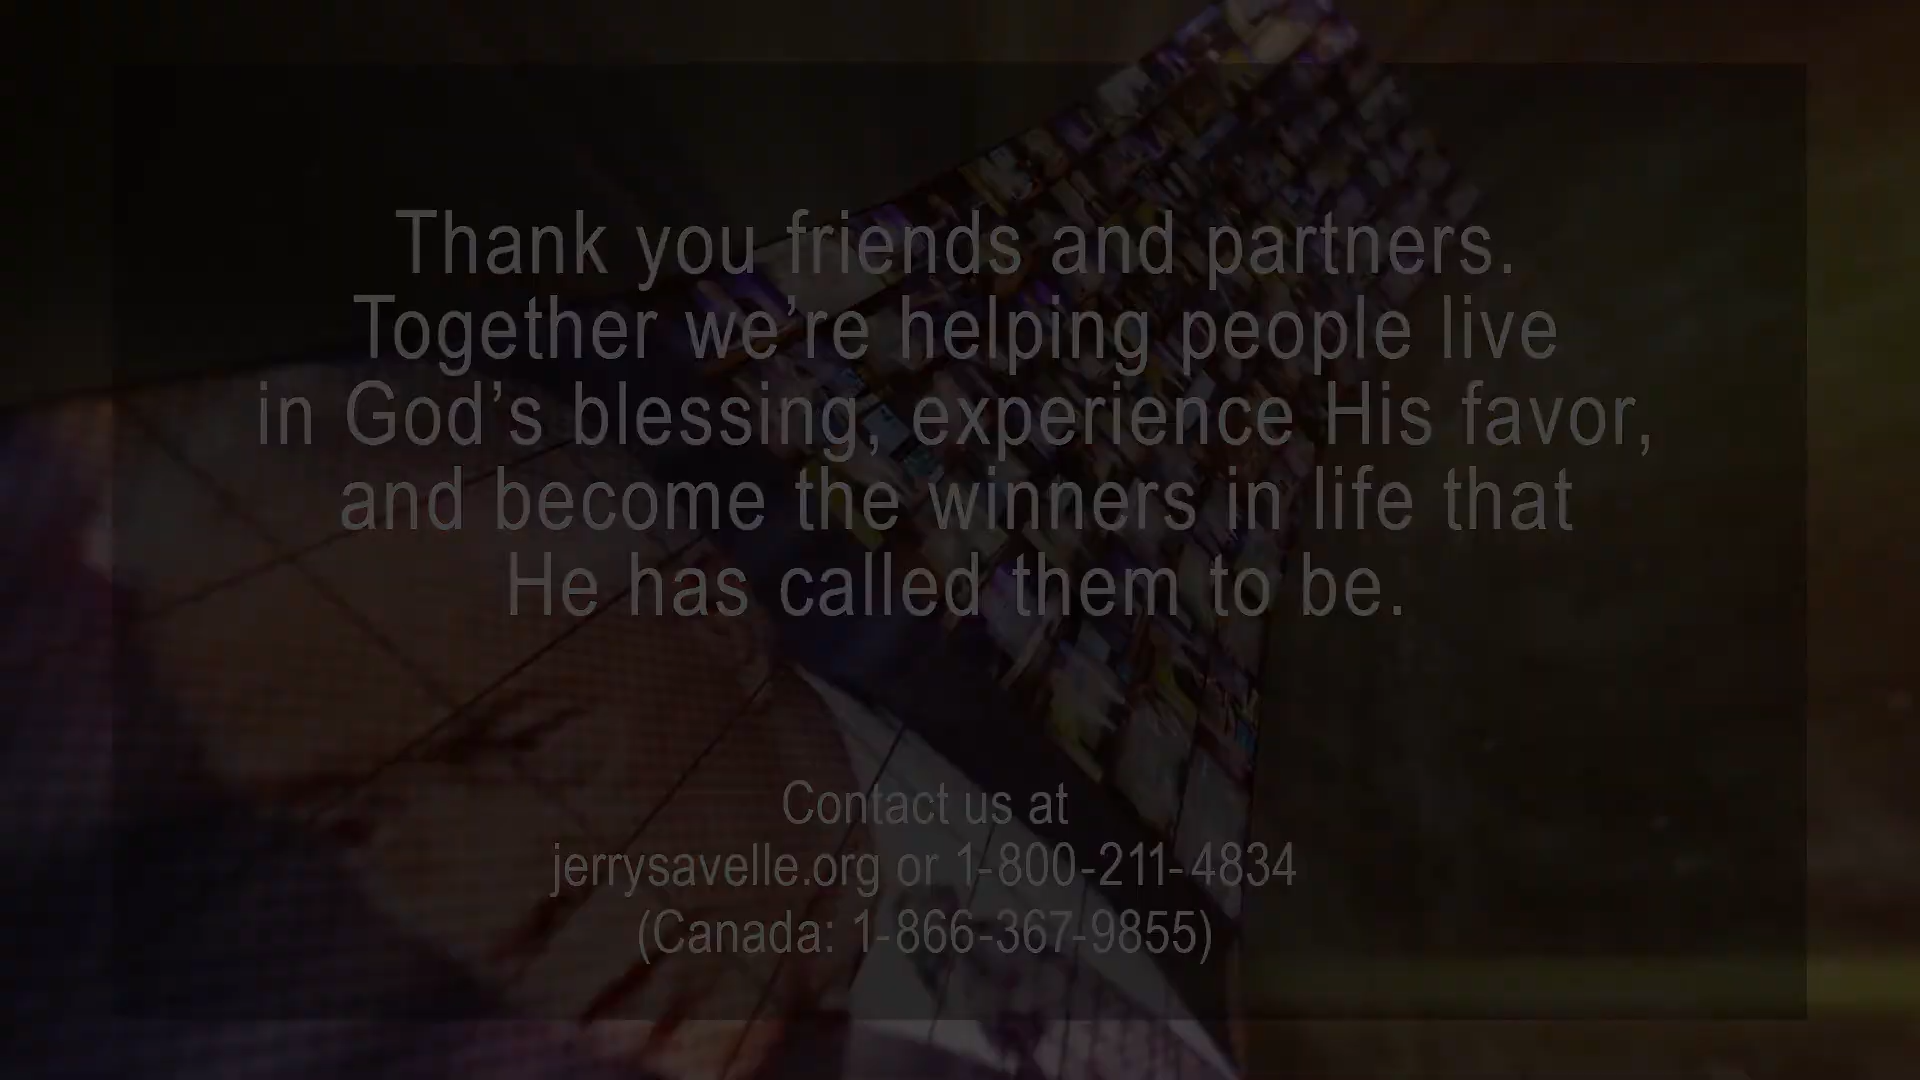 Thank you friends and partners.
Together we’re helping people live
in God’s blessing, experience His favor,
and become the winners in life that
He has called them to be.
Contact us at
jerrysavelle.org or 1-800-211-4834
(Canada: 1-866-367-9855)